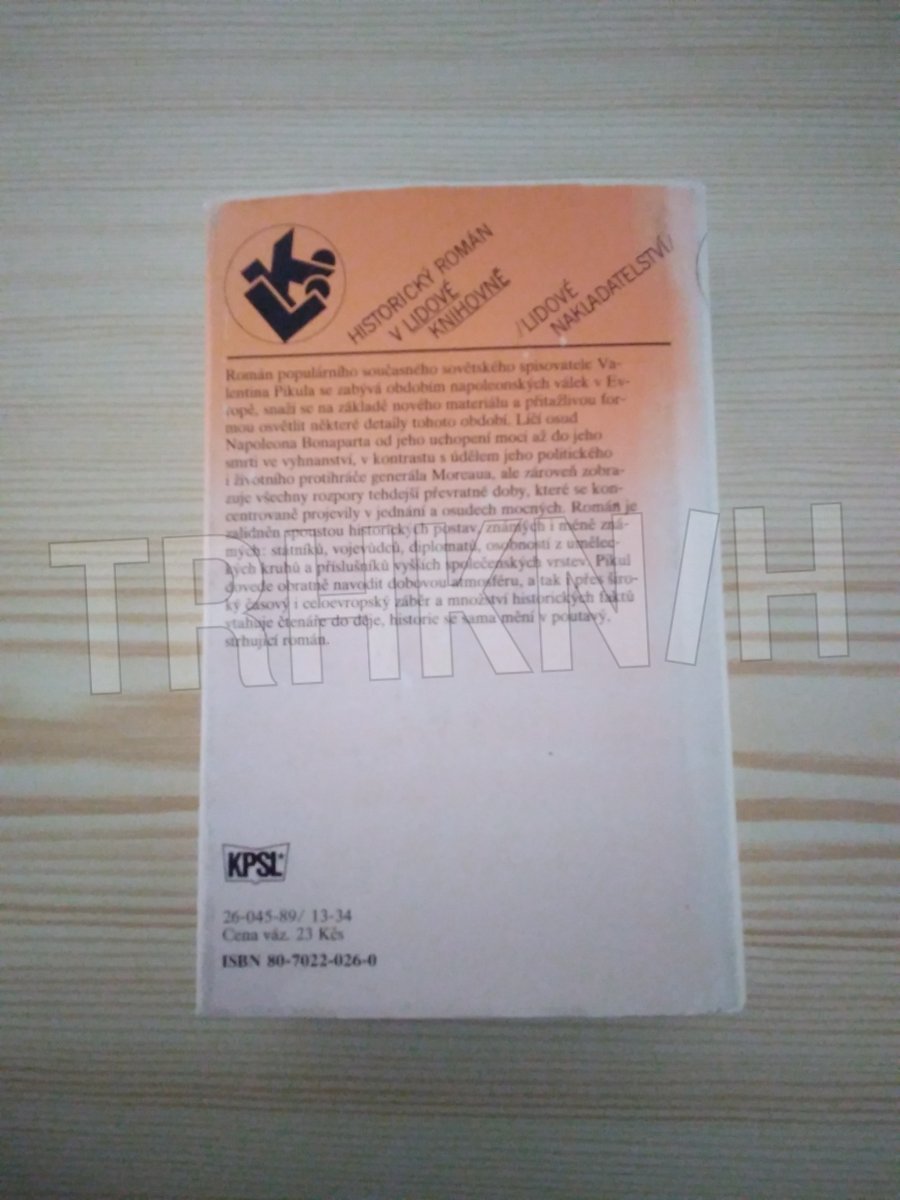 HISTORICKÝ ROMÁN
V LIDOVÉ
KNIHOVNĚ
/LIDOVÉ
NAKLADATELSTVÍ/
Román populárního současného sovětského spisovatele Va-
lentina Pikula se zabývá obdobím napoleonských válek v Ev-
ropě, snaží se na základě nového materiálu a přitažlivou for-
mou osvětlit některé detaily tohoto období. Líčí osud
Napoleona Bonaparta od jeho uchopení moci až do jeho
smrti ve vyhnanství, v kontrastu s údělem jeho politického
i životního protihráče generála Moreaua, ale zároveň zobra-
zuje všechny rozpory tehdejší převratné doby, které se kon-
centrovaně projevily v jednání a osudech mocných. Román je
zalidněn spoustou historických postav, známých i méně zná-
mých: státníků, vojevůdců, diplomatů, osobností z umělec-
kých kruhů a příslušníků vyšších společenských vrstev. Pikul
dovede obratně navodit dobovou atmosféru, a tak i přes širo-
ký časový i celoevropský záběr a množství historických faktů
vtahuje čtenáře do děje, historie se sama mění v poutavý,
strhující román.
TRHKNIH
KPSL*
26-045-89/ 13-34
Cena váz. 23 Kčs
ISBN 80-7022-026-0